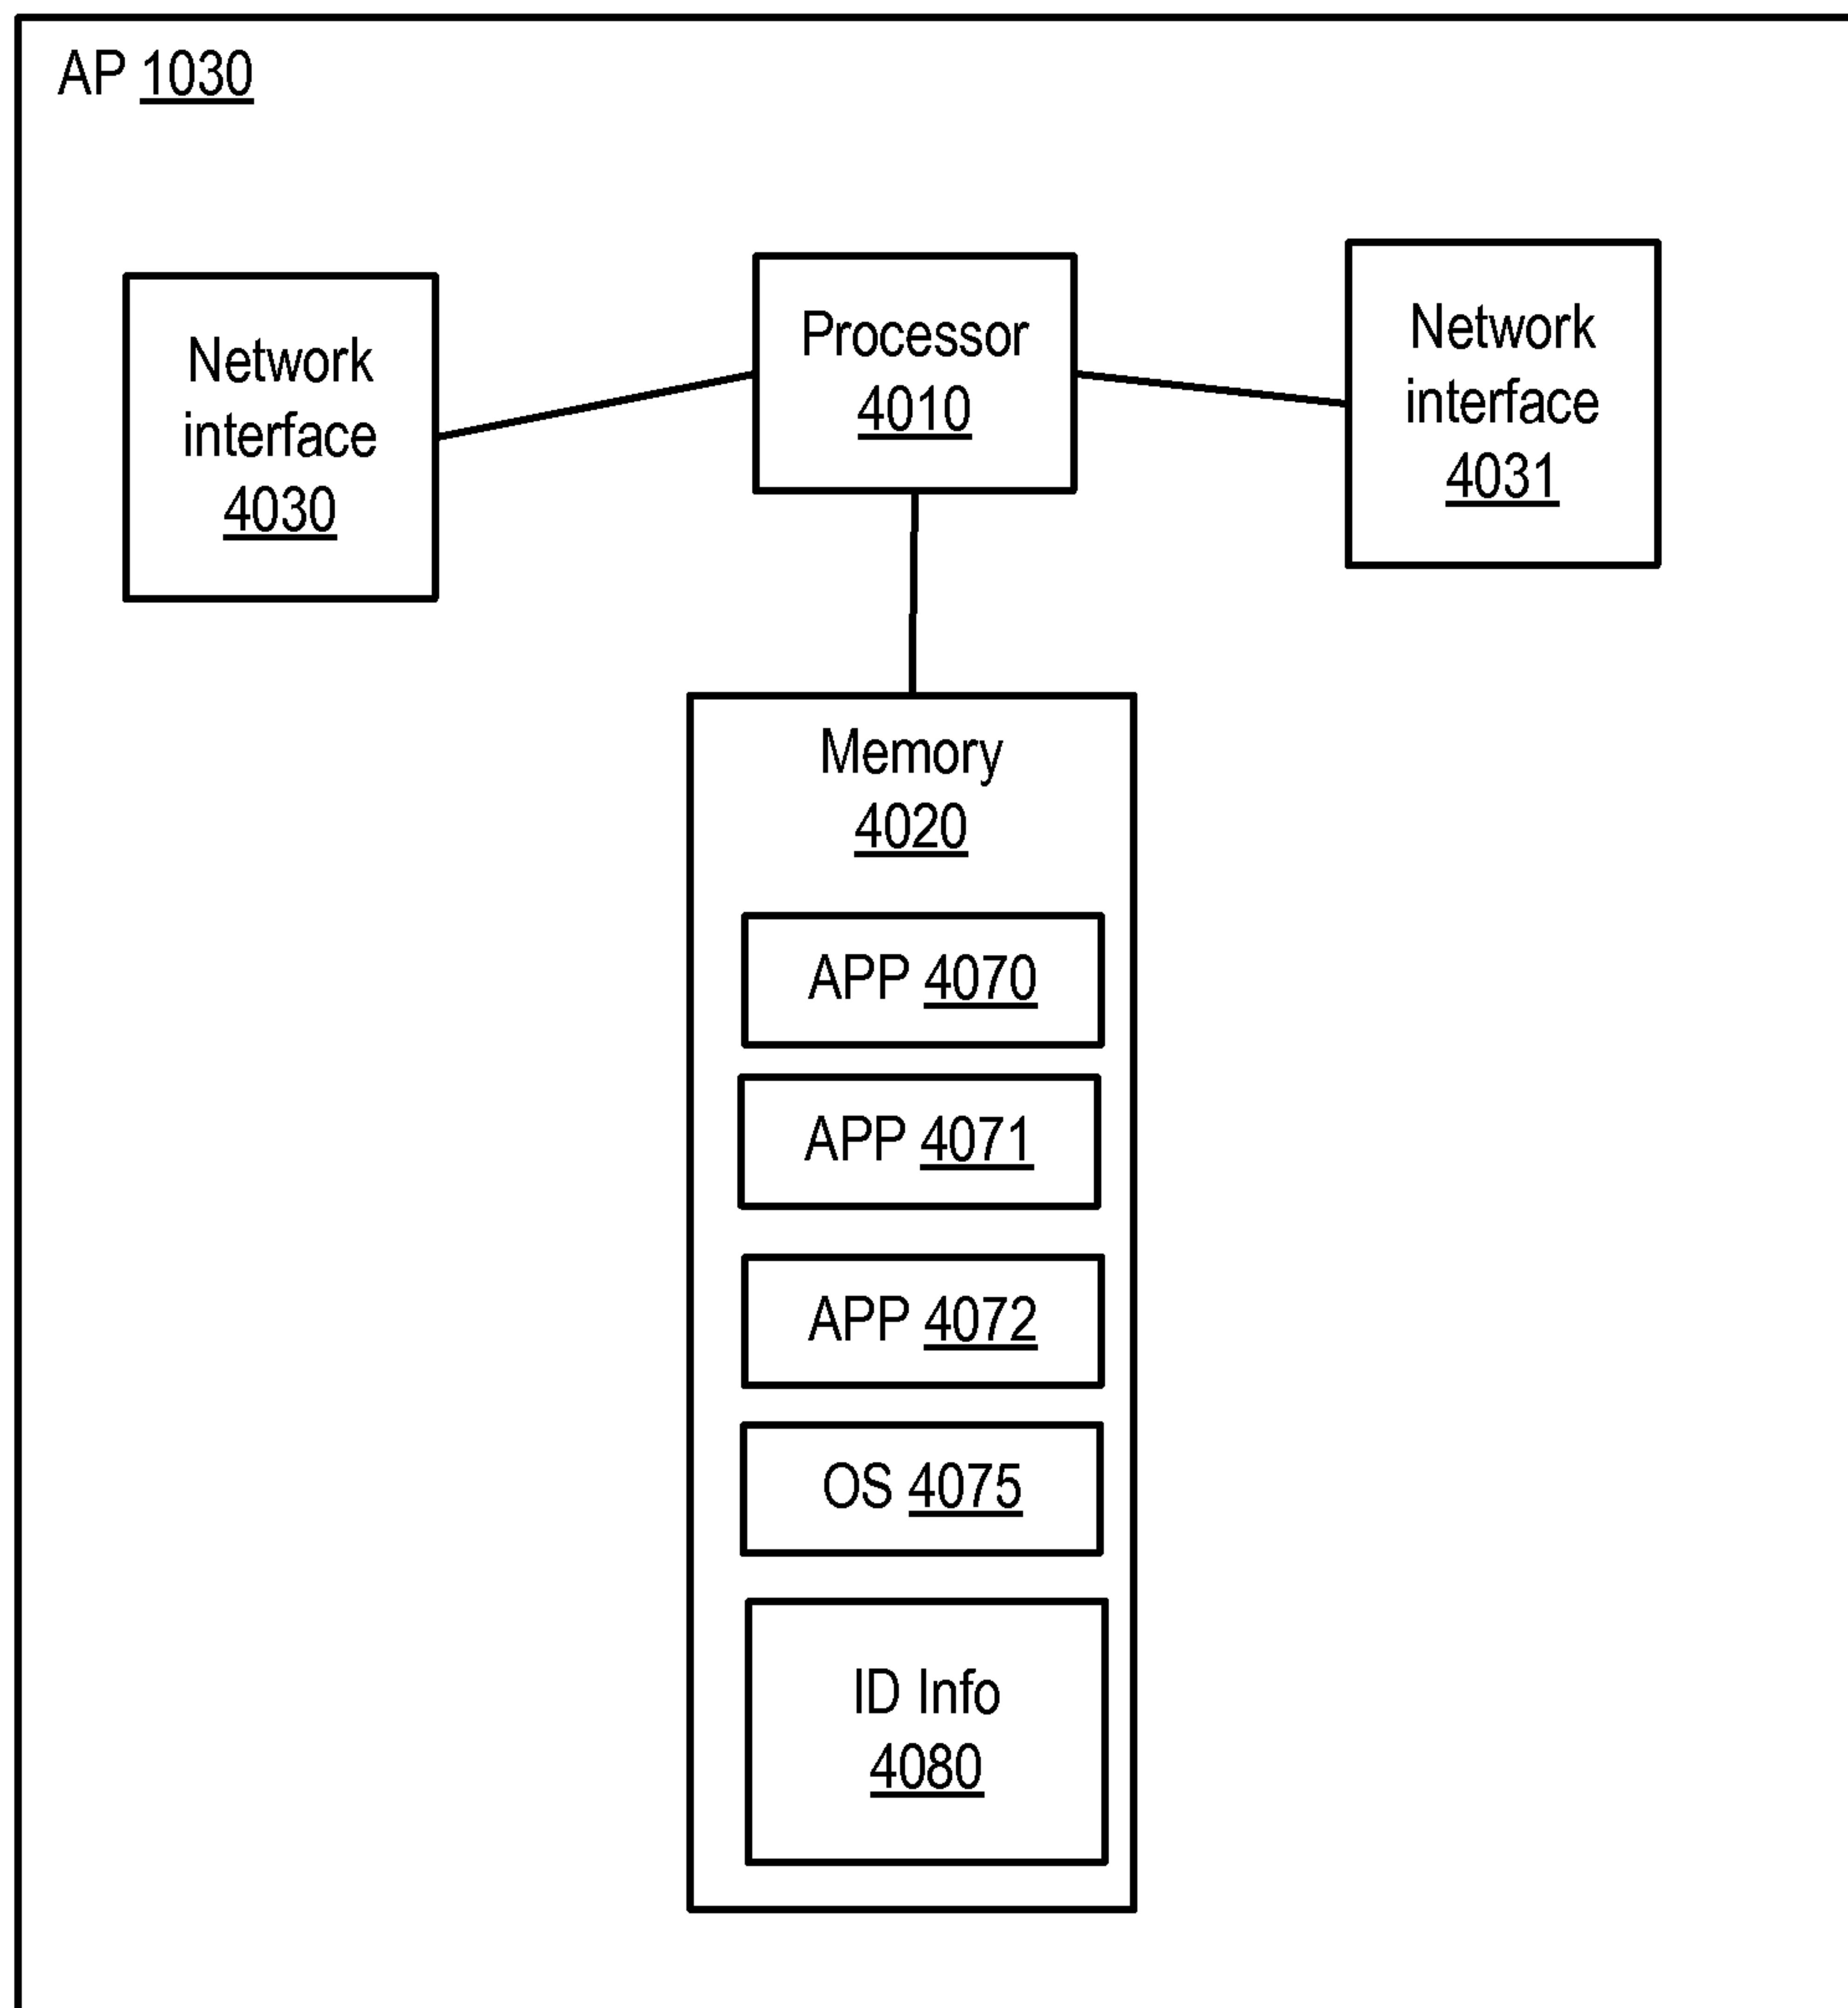 AP 1030
Network
interface
4030
Processor
4010
Network
interface
4031
Memory
4020
APP 4070
APP 4071
APP 4072
OS 4075
ID Info
4080